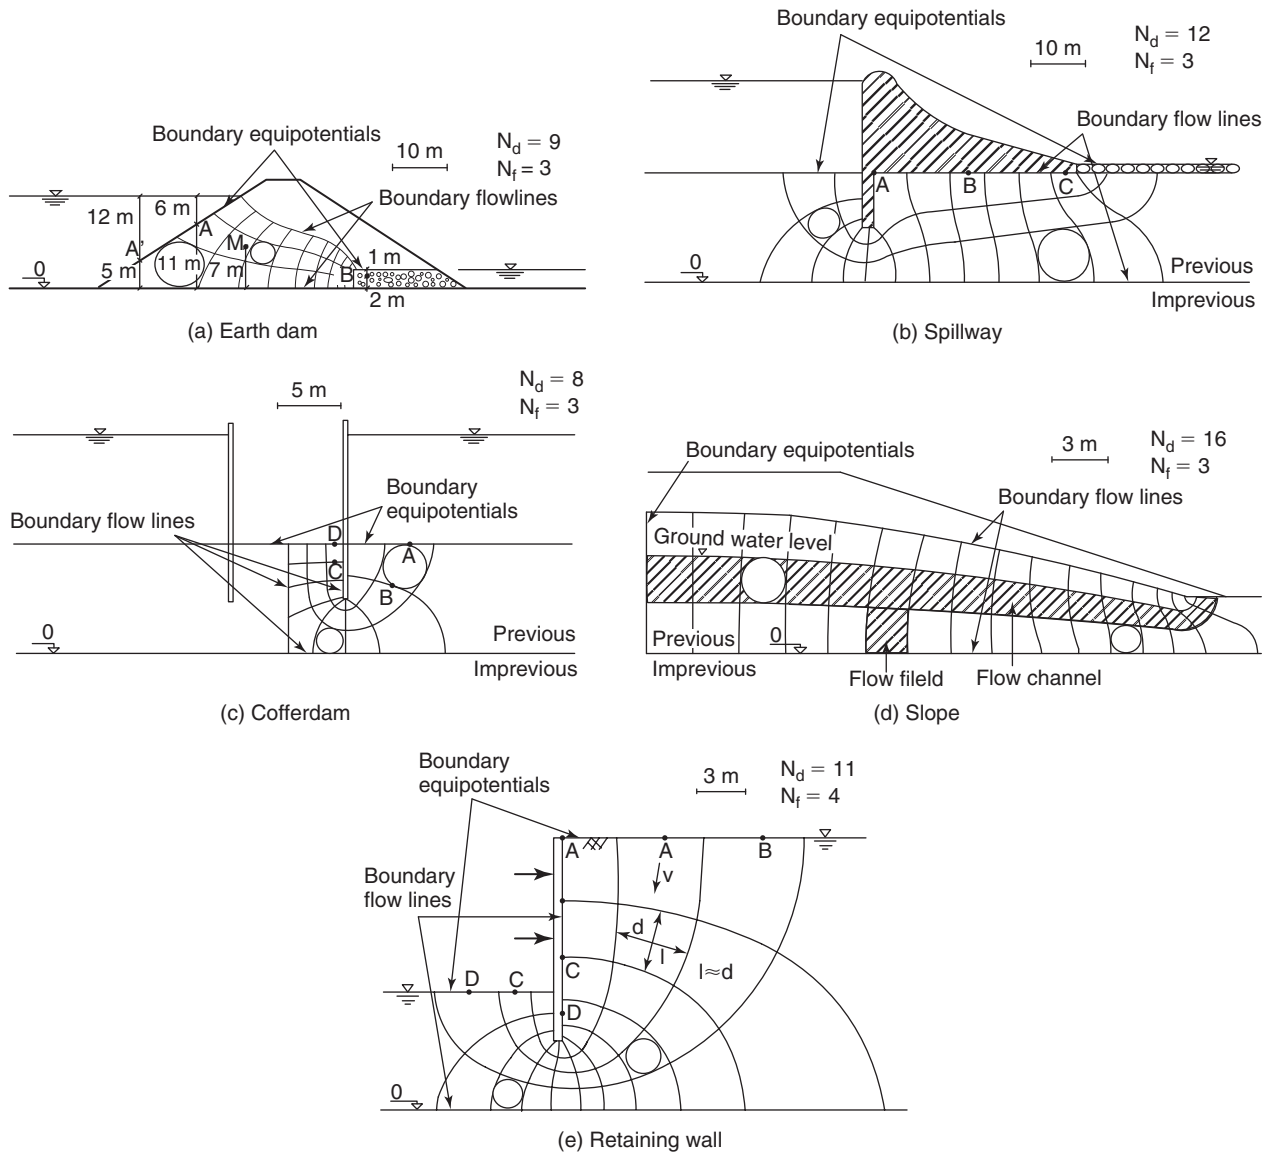 Boundary equipotentials
10 m
N_d = 9
N_f = 3
Boundary flowlines
12 m
6 m
A
A'
M
5 m
11 m
7 m
B
1 m
2 m
0
(a) Earth dam
Boundary equipotentials
10 m
N_d = 12
N_f = 3
Boundary flow lines
A
B
C
0
Previous
Imprevious
(b) Spillway
5 m
N_d = 8
N_f = 3
Boundary
equipotentials
Boundary flow lines
D
A
C
B
0
Previous
Imprevious
(c) Cofferdam
Boundary equipotentials
3 m
N_d = 16
N_f = 3
Boundary flow lines
Ground water level
Previous
0
Imprevious
Flow fileld
Flow channel
(d) Slope
Boundary
equipotentials
3 m
N_d = 11
N_f = 4
A
A
B
v
Boundary
flow lines
d
l
l≈d
C
D
C
D
0
(e) Retaining wall